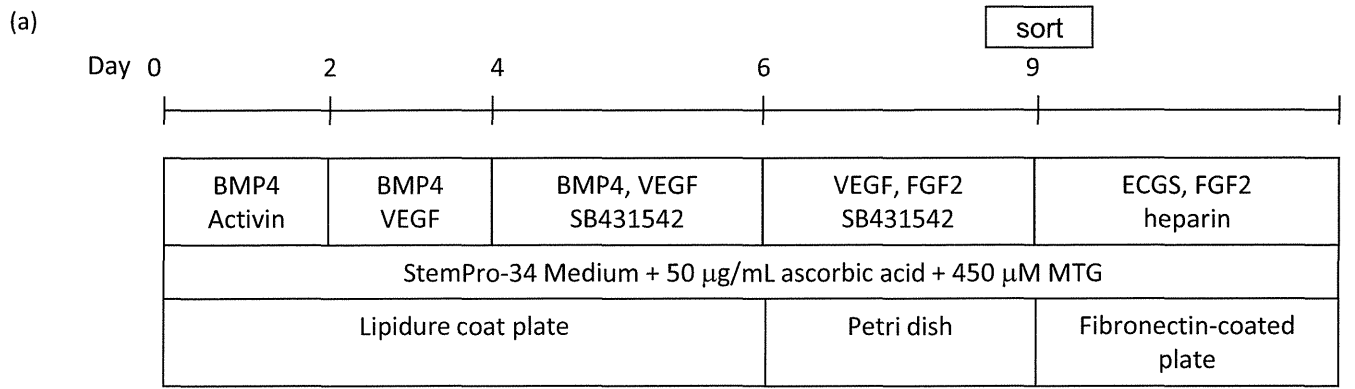 (a)
sort
Day 0 2 4 6 9
BMP4 BMP4 BMP4, VEGF VEGF, FGF2 ECGS, FGF2
Activin VEGF SB431542 SB431542 heparin
StemPro-34 Medium + 50 μg/mL ascorbic acid + 450 μM MTG
Lipidure coat plate Petri dish Fibronectin-coated
plate